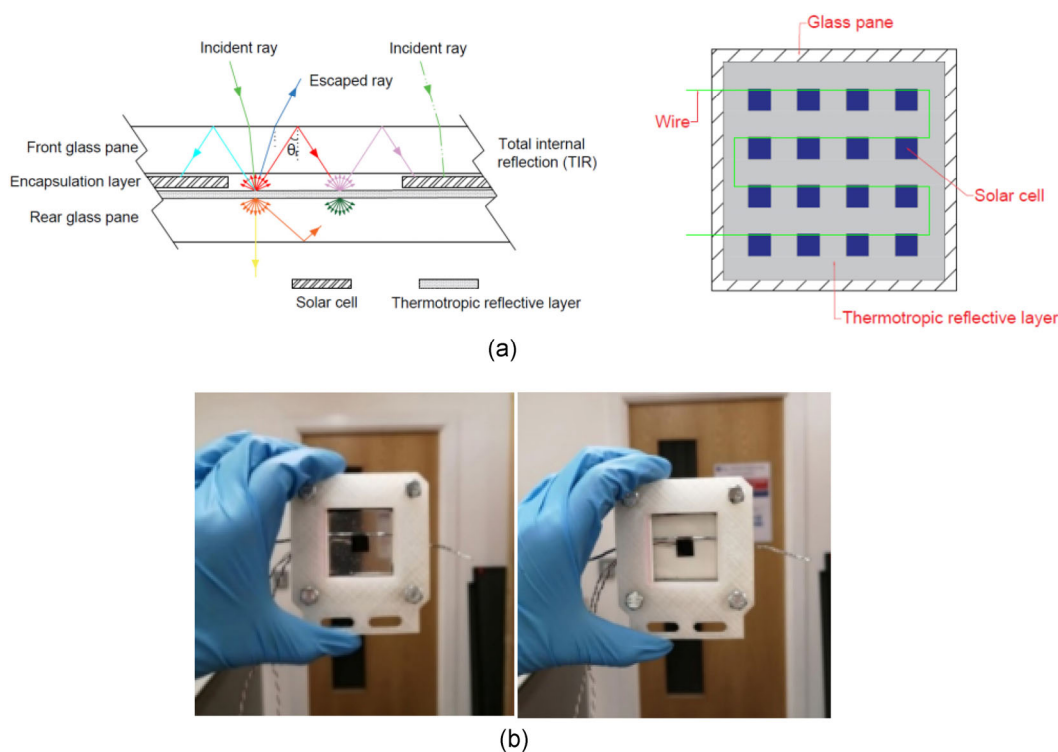 Incident ray
Incident ray
Escaped ray
Front glass pane
θr
Total internal
reflection (TIR)
Encapsulation layer
Rear glass pane
Solar cell
Thermotropic reflective layer
Glass pane
Wire
Solar cell
Thermotropic reflective layer
(a)
(b)